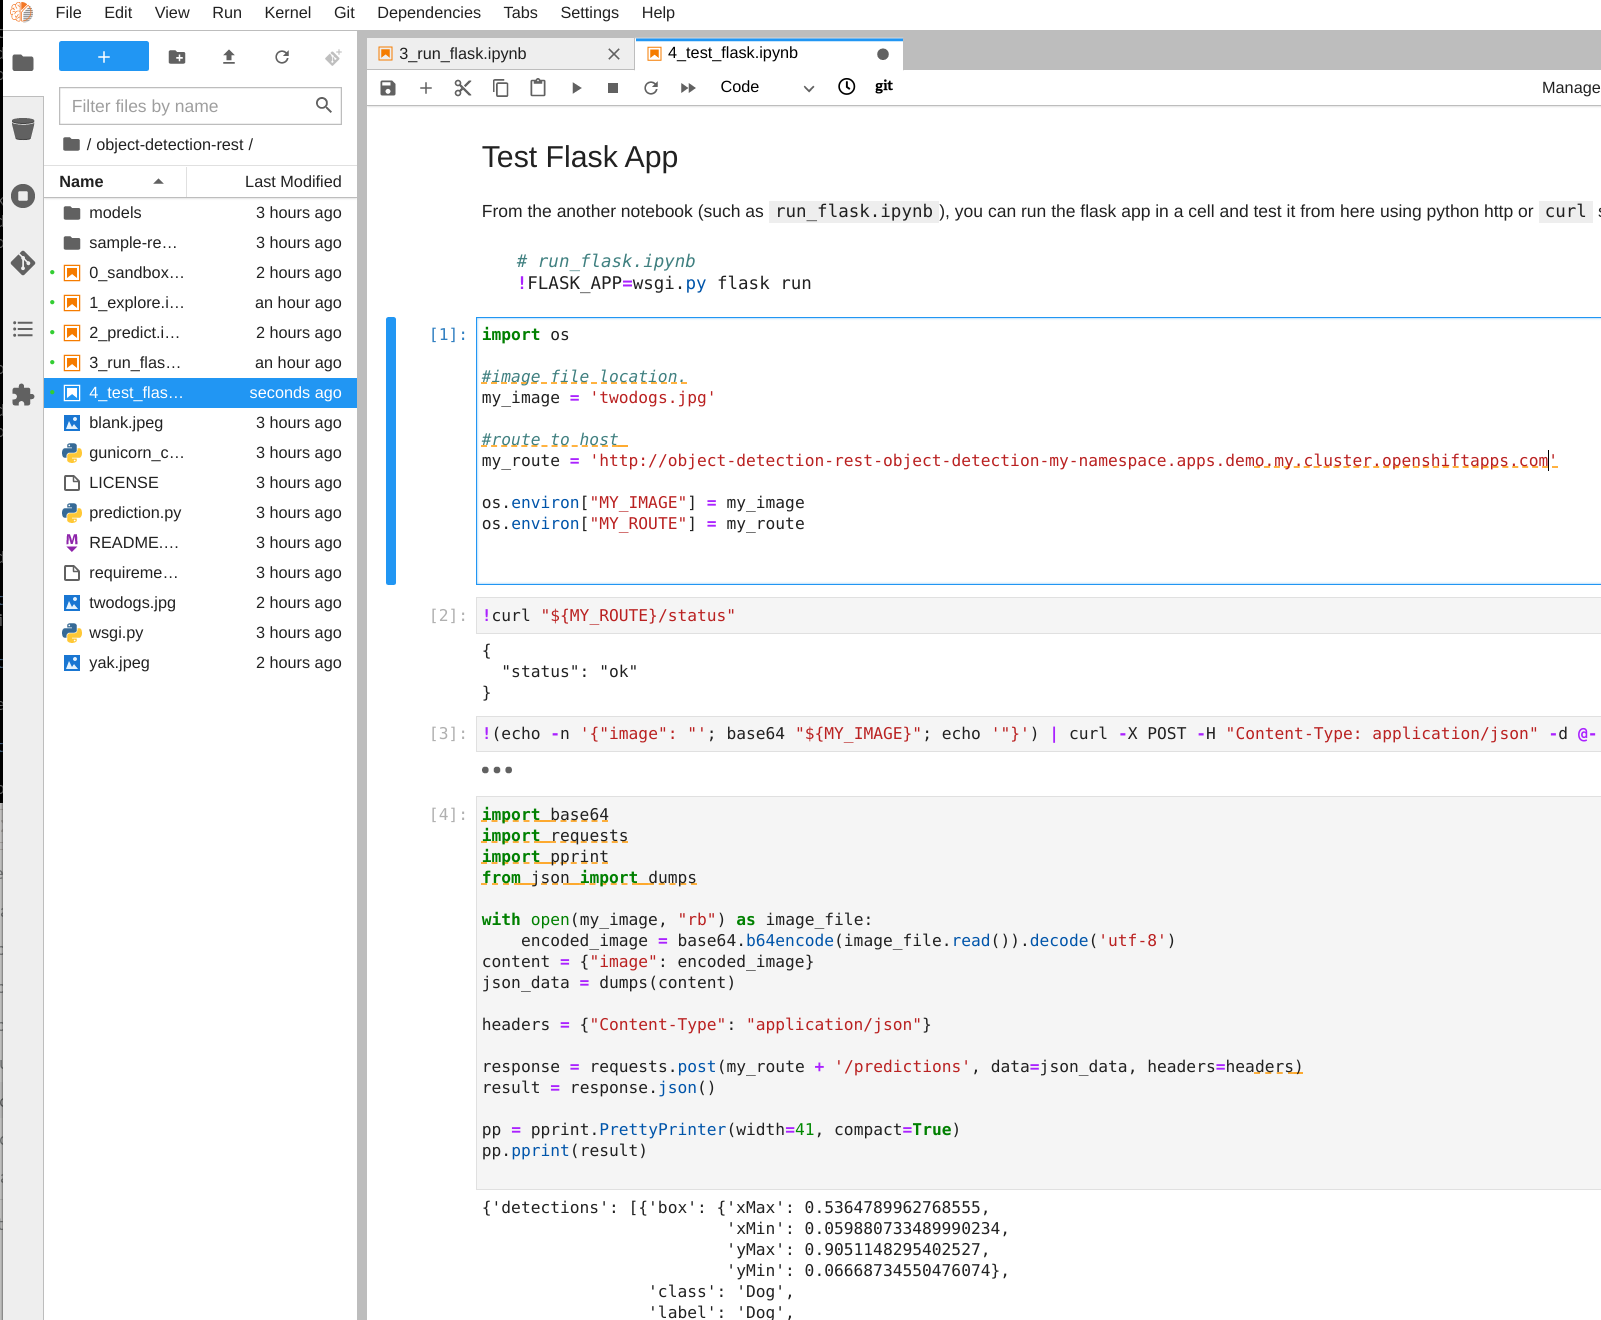 File Edit View Run Kernel Git Dependencies Tabs Settings Help
Filter files by name
/ object-detection-rest /
Name Last Modified
models 3 hours ago
sample-re… 3 hours ago
0_sandbox… 2 hours ago
1_explore.i… an hour ago
2_predict.i… 2 hours ago
3_run_flas… an hour ago
4_test_flas… seconds ago
blank.jpeg 3 hours ago
gunicorn_c… 3 hours ago
LICENSE 3 hours ago
prediction.py 3 hours ago
README.… 3 hours ago
requireme… 3 hours ago
twodogs.jpg 2 hours ago
wsgi.py 3 hours ago
yak.jpeg 2 hours ago
3_run_flask.ipynb 4_test_flask.ipynb
Code git Manage
Test Flask App
From the another notebook (such as run_flask.ipynb ), you can run the flask app in a cell and test it from here using python http or curl s
# run_flask.ipynb
!FLASK_APP=wsgi.py flask run
[1]: import os
#image file location.
my_image = 'twodogs.jpg'
#route to host
my_route = 'http://object-detection-rest-object-detection-my-namespace.apps.demo.my.cluster.openshiftapps.com'
os.environ["MY_IMAGE"] = my_image
os.environ["MY_ROUTE"] = my_route
[2]: !curl "${MY_ROUTE}/status"
{
"status": "ok"
}
[3]: !(echo -n '{"image": "'; base64 "${MY_IMAGE}"; echo '"}') | curl -X POST -H "Content-Type: application/json" -d @-
[4]: import base64
import requests
import pprint
from json import dumps
with open(my_image, "rb") as image_file:
encoded_image = base64.b64encode(image_file.read()).decode('utf-8')
content = {"image": encoded_image}
json_data = dumps(content)
headers = {"Content-Type": "application/json"}
response = requests.post(my_route + '/predictions', data=json_data, headers=headers)
result = response.json()
pp = pprint.PrettyPrinter(width=41, compact=True)
pp.pprint(result)
{'detections': [{'box': {'xMax': 0.5364789962768555,
'xMin': 0.059880733489990234,
'yMax': 0.9051148295402527,
'yMin': 0.06668734550476074},
'class': 'Dog',
'label': 'Dog',